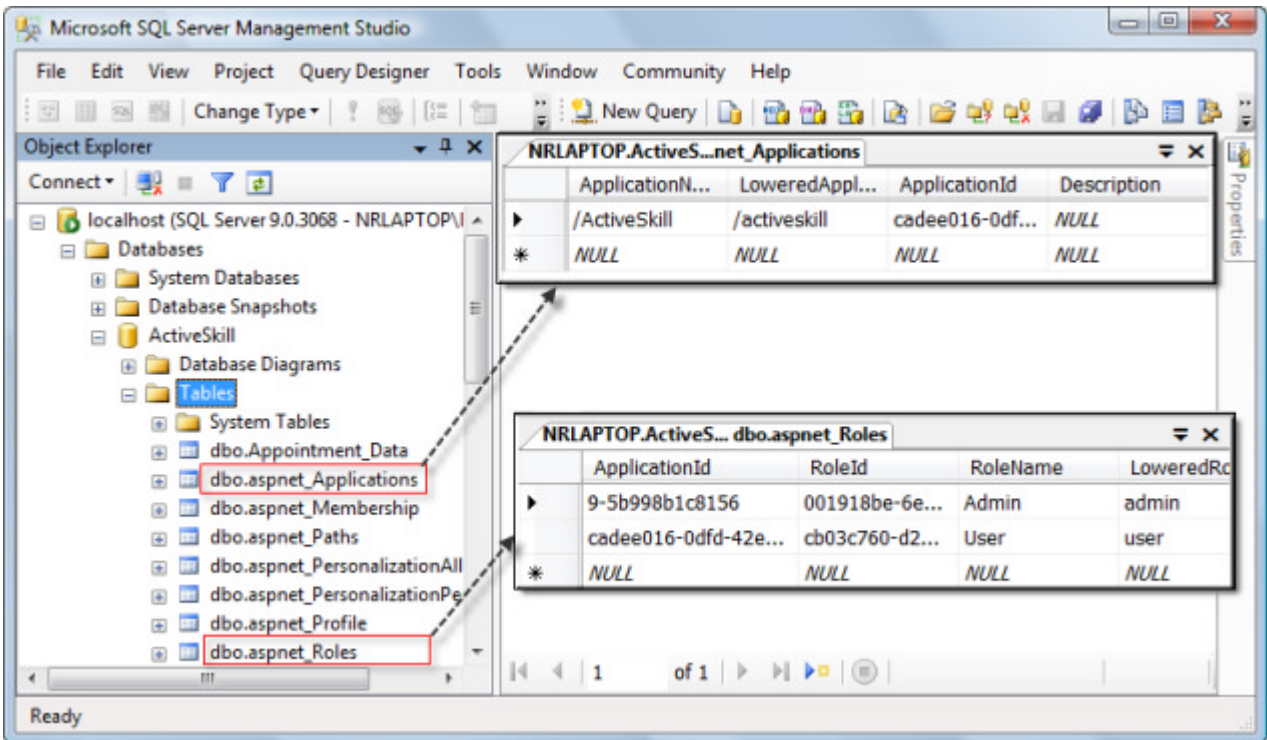 Microsoft SQL Server Management Studio
File Edit View Project Query Designer Tools Window Community Help
Change Type New Query
Object Explorer
Connect
localhost (SQL Server 9.0.3068 - NRLAPTOP\
Databases
System Databases
Database Snapshots
ActiveSkill
Database Diagrams
Tables
System Tables
dbo.Appointment_Data
dbo.aspnet_Applications
dbo.aspnet_Membership
dbo.aspnet_Paths
dbo.aspnet_PersonalizationAll
dbo.aspnet_PersonalizationPe
dbo.aspnet_Profile
dbo.aspnet_Roles
NRLAPTOP.ActiveS...net_Applications
ApplicationN... LoweredAppl... ApplicationId Description
/ActiveSkill /activeskill cadee016-0df... NULL
NULL NULL NULL NULL
Properties
NRLAPTOP.ActiveS... dbo.aspnet_Roles
ApplicationId RoleId RoleName LoweredRo
9-5b998b1c8156 001918be-6e... Admin admin
cadee016-0dfd-42e... cb03c760-d2... User user
NULL NULL NULL NULL
1 of 1
Ready